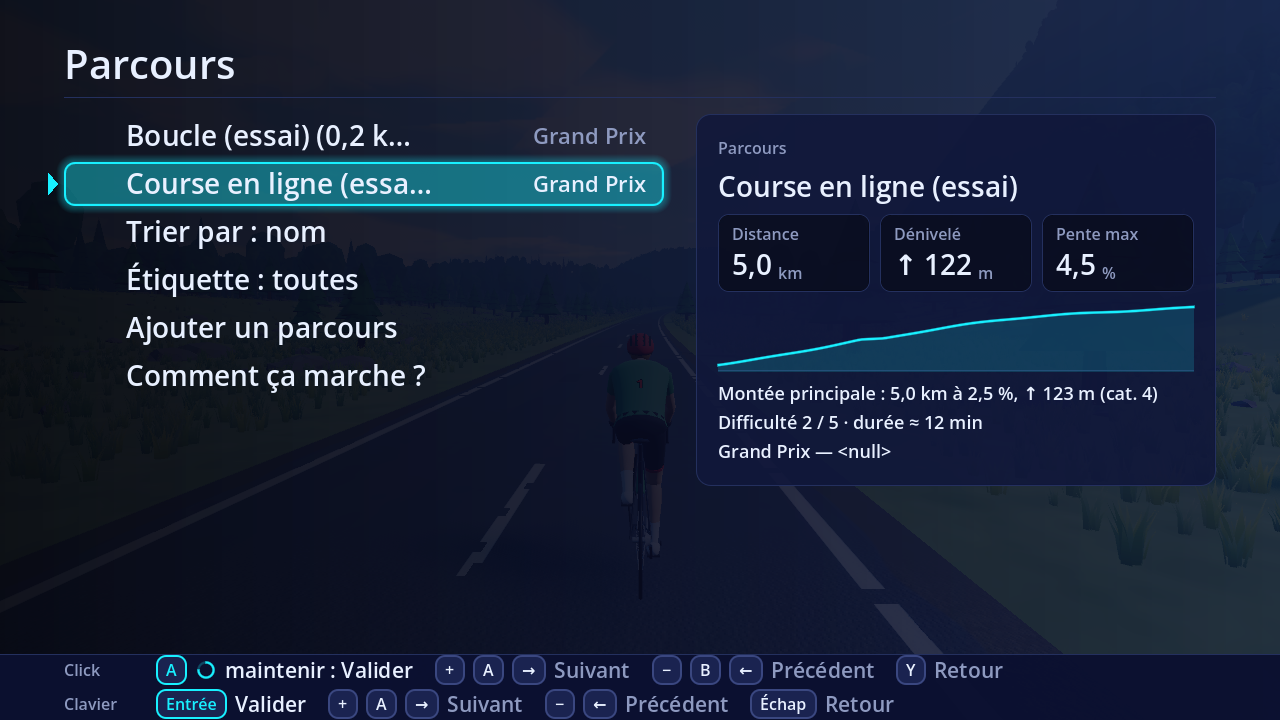 Parcours
Boucle (essai) (0,2 k... Grand Prix
Course en ligne (essa... Grand Prix
Trier par : nom
Étiquette : toutes
Ajouter un parcours
Comment ça marche ?
Parcours
Course en ligne (essai)
Distance Dénivelé Pente max
5,0 km ↑ 122 m 4,5 %
Montée principale : 5,0 km à 2,5 %, ↑ 123 m (cat. 4)
Difficulté 2 / 5 · durée ≈ 12 min
Grand Prix — <null>
Click A maintenir : Valider + A → Suivant − B ← Précédent Y Retour
Clavier Entrée Valider + A → Suivant − ← Précédent Échap Retour